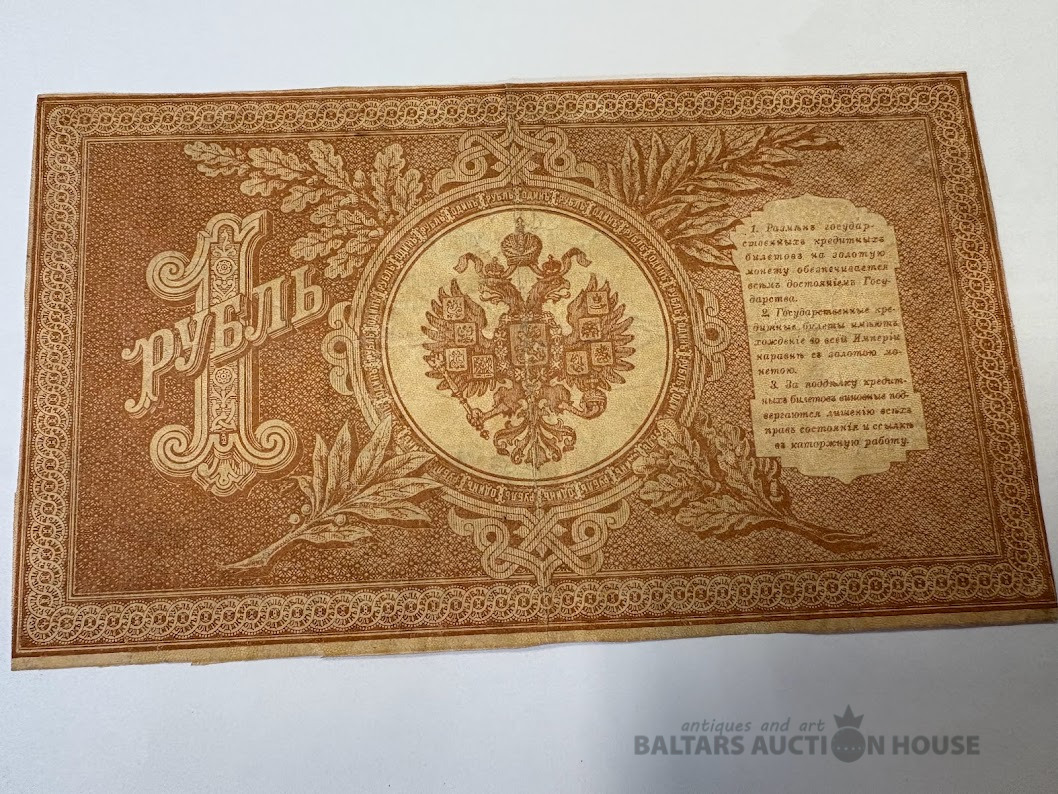 1
РУБЛЬ
1. Размѣнъ государ-
ственныхъ кредитныхъ
билетовъ на золотую
монету обезпечивается
всѣмъ достояніемъ Госу-
дарства.
2. Государственные кре-
дитные билеты имѣютъ
хожденіе во всей Имперіи
наравнѣ съ золотою мо-
нетою.
3. За поддѣлку кредит-
ныхъ билетовъ виновные под-
вергаются лишенію всѣхъ
правъ состоянія и ссылкѣ
въ каторжную работу.
antiques and art
BALTARS AUCTION HOUSE